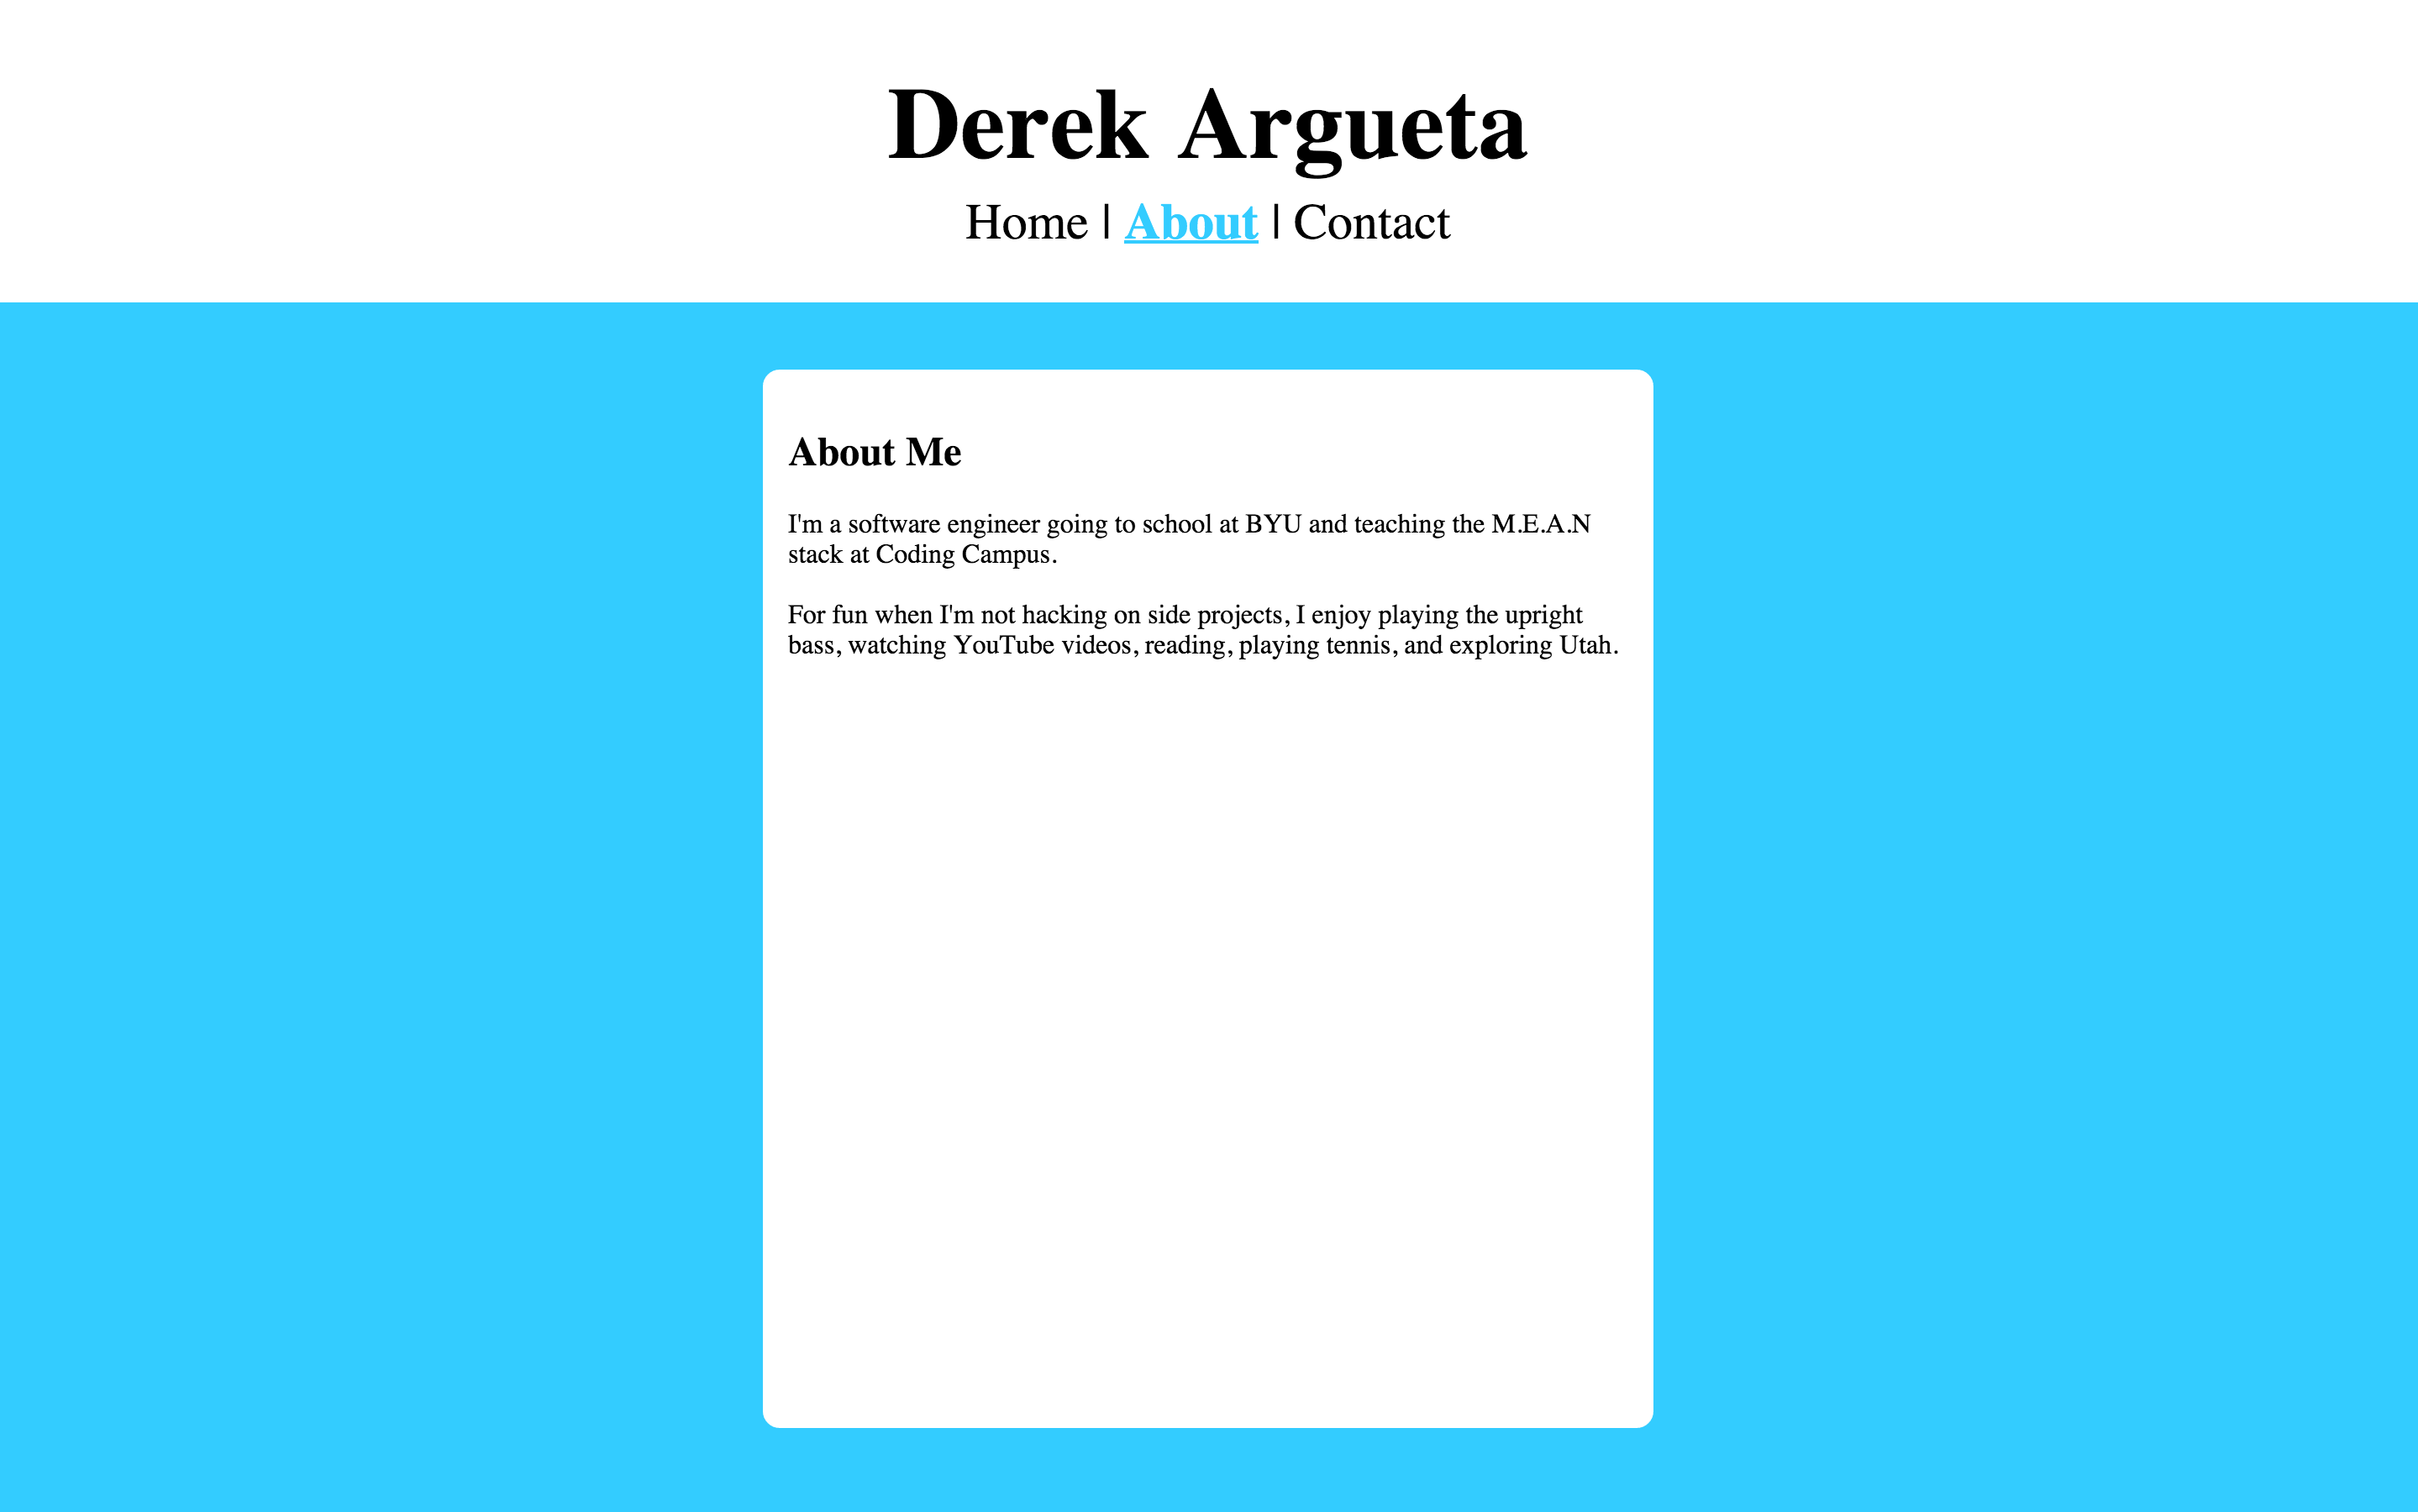 Derek Argueta
Home | About | Contact
About Me
I'm a software engineer going to school at BYU and teaching the M.E.A.N
stack at Coding Campus.
For fun when I'm not hacking on side projects, I enjoy playing the upright
bass, watching YouTube videos, reading, playing tennis, and exploring Utah.